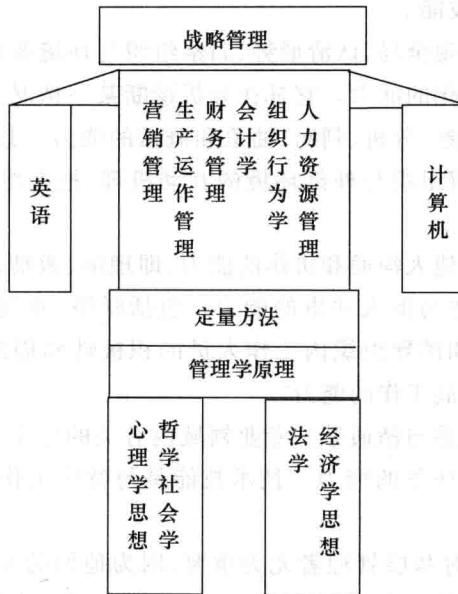 战略管理
英语
营销管理
生产运作管理
财务管理
会学
组织行为学
人资源管理
计算机
定量方法
管理学原理
心理学思想
哲学社会学
法学
经济学思想